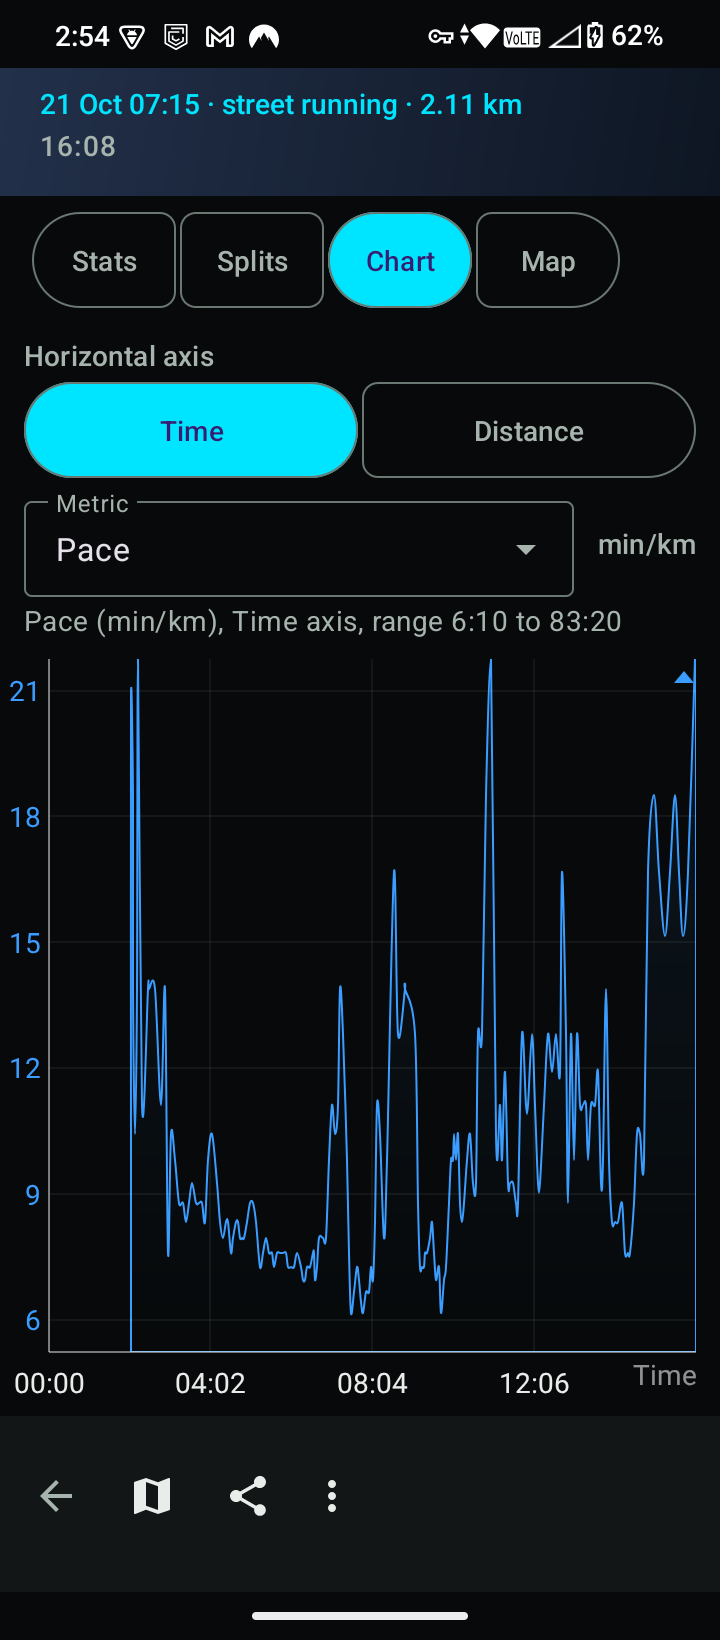 2:54
VoLTE
62%
21 Oct 07:15 · street running · 2.11 km
16:08
Stats Splits Chart Map
Horizontal axis
Time Distance
Metric
Pace
min/km
Pace (min/km), Time axis, range 6:10 to 83:20
21
18
15
12
9
6
00:00 04:02 08:04 12:06 Time